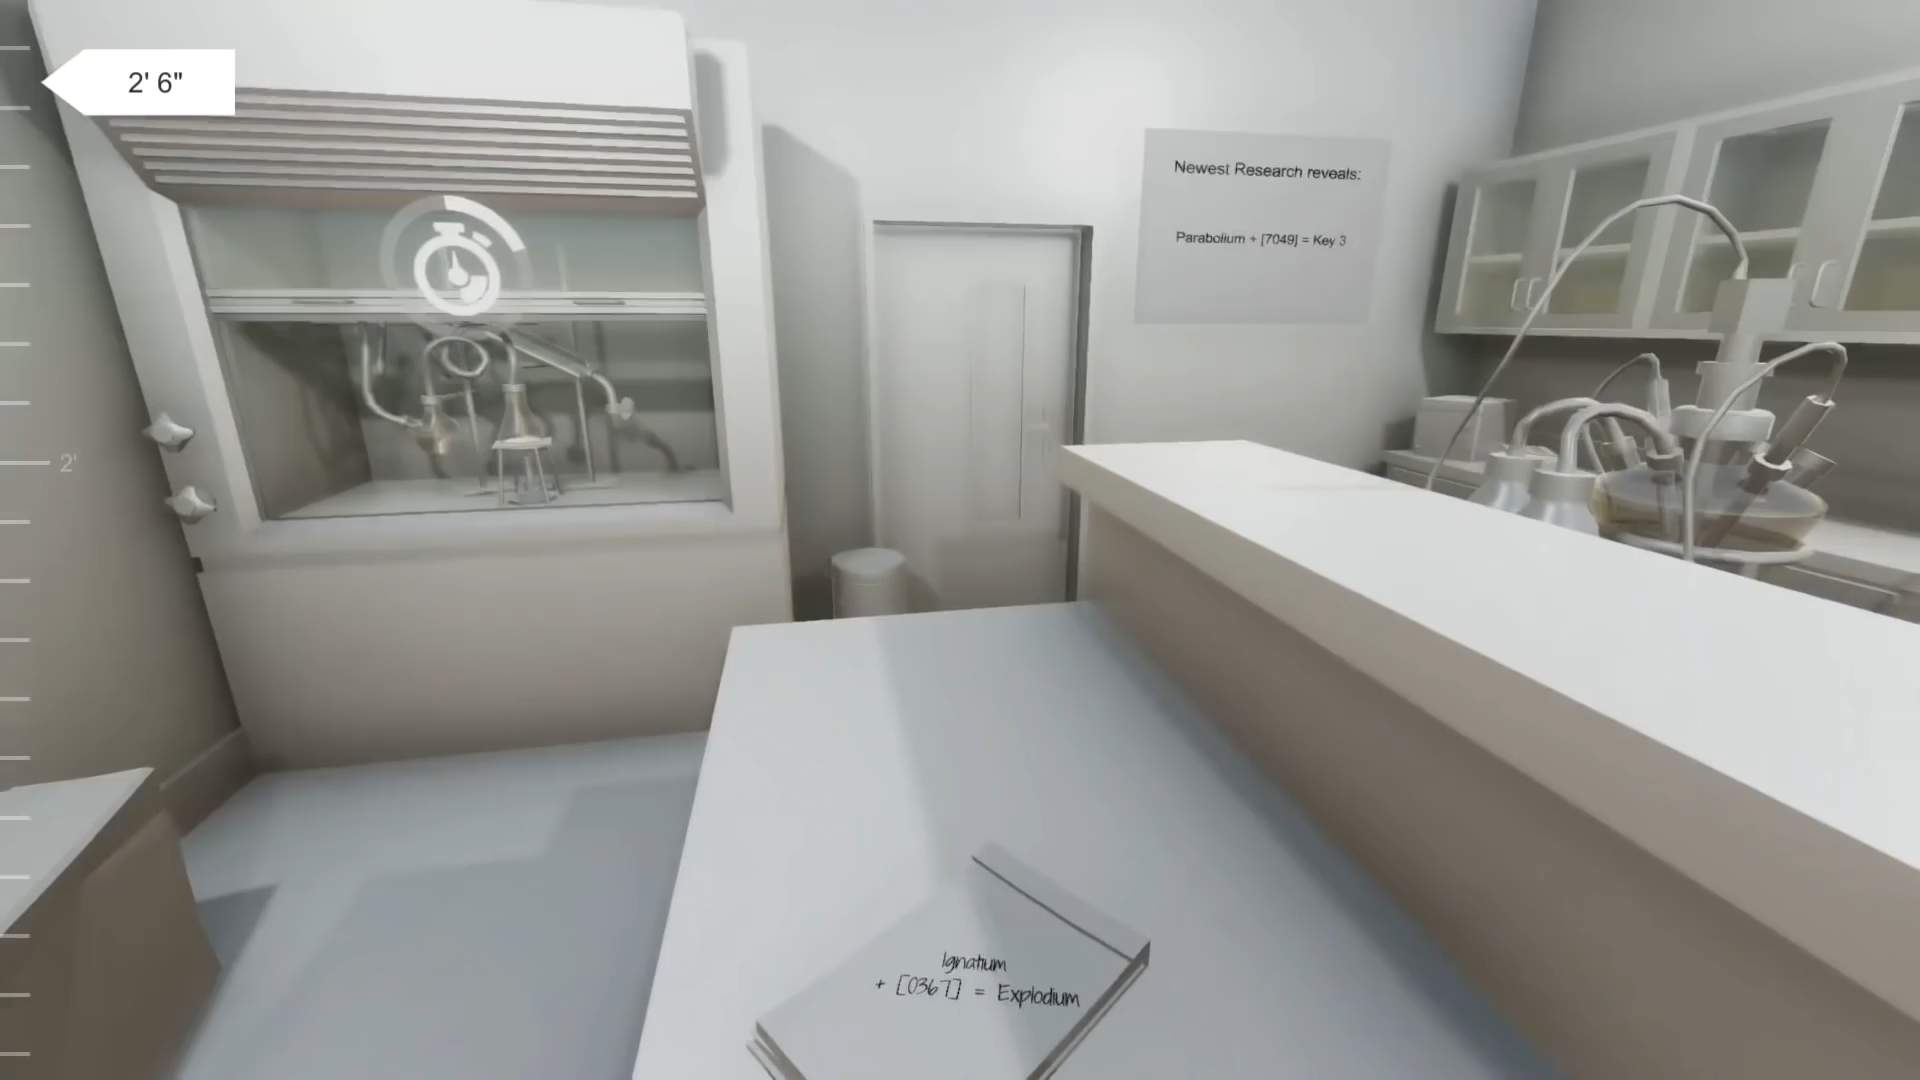 2' 6"
2'
Newest Research reveals:
Parabolium + [7049] = Key 3
Ignatium
+ [0367] = Explodium